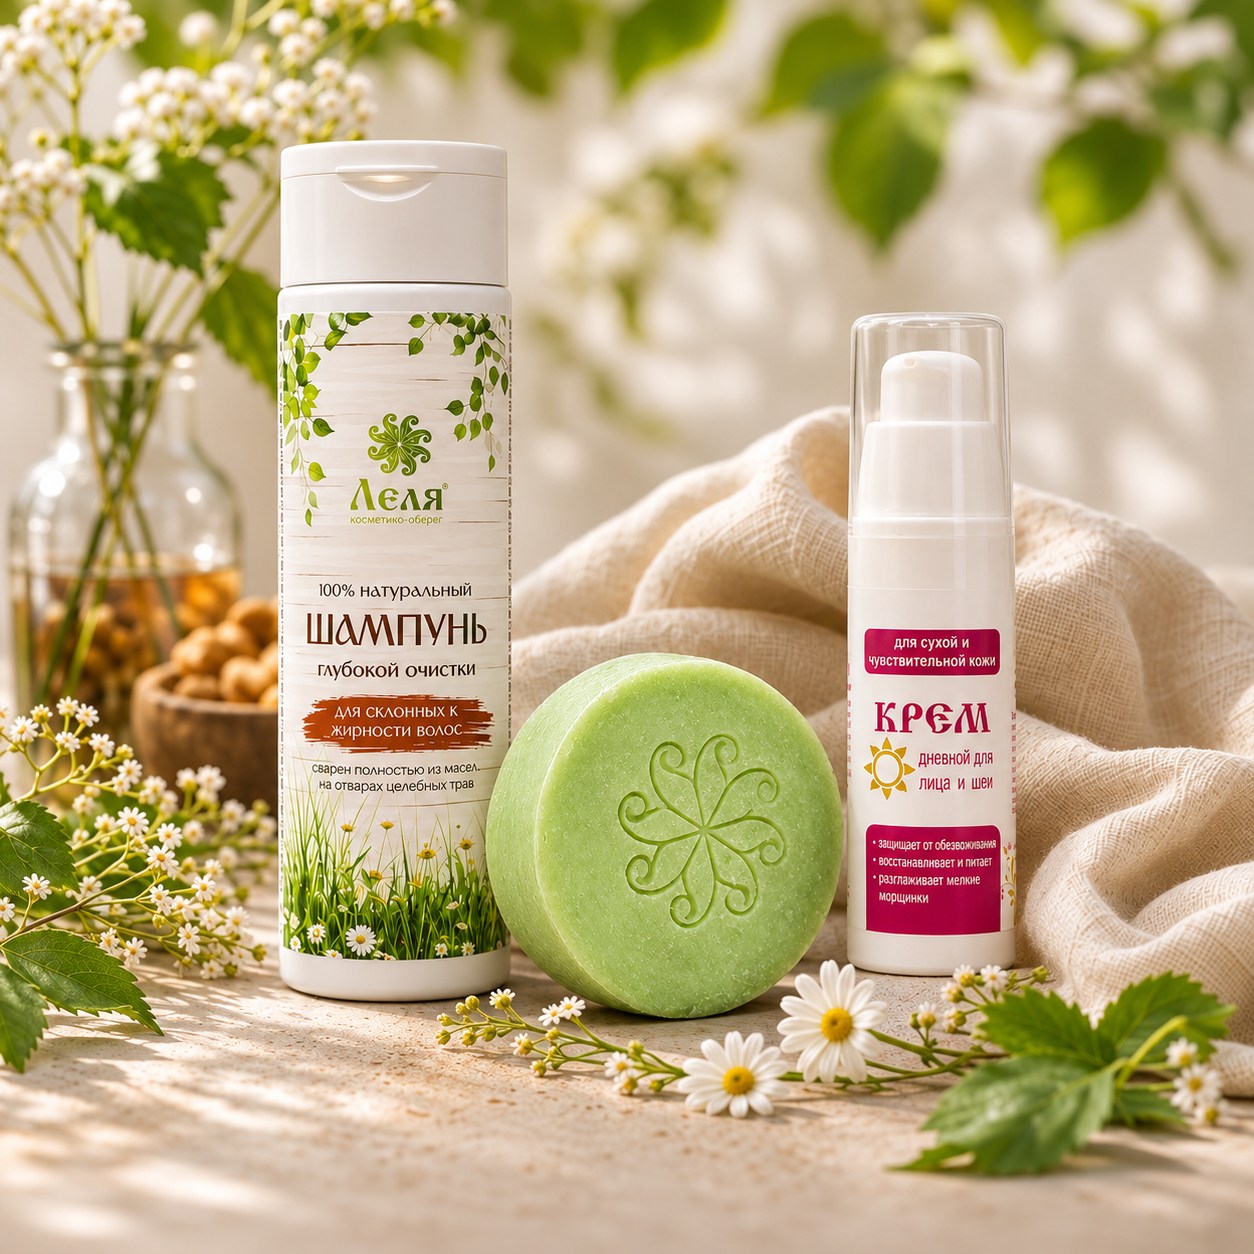 Леля®
косметико-оберег
100% натуральный
ШАМПУНЬ
глубокой очистки
для склонных к
жирности волос
сварен полностью из масел,
на отварах целебных трав
для сухой и
чувствительной кожи
КРЕМ
дневной для
лица и шеи
• защищает от обезвоживания
• восстанавливает и питает
• разглаживает мелкие
морщинки